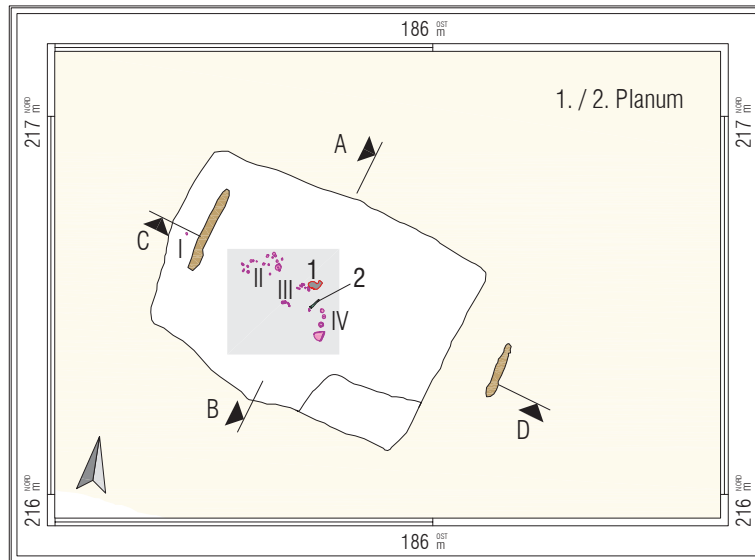 186 OST m
217 NORD m
217 NORD m
1. / 2. Planum
A
C
I
II
1
2
III
IV
B
D
216 NORD m
216 NORD m
186 OST m